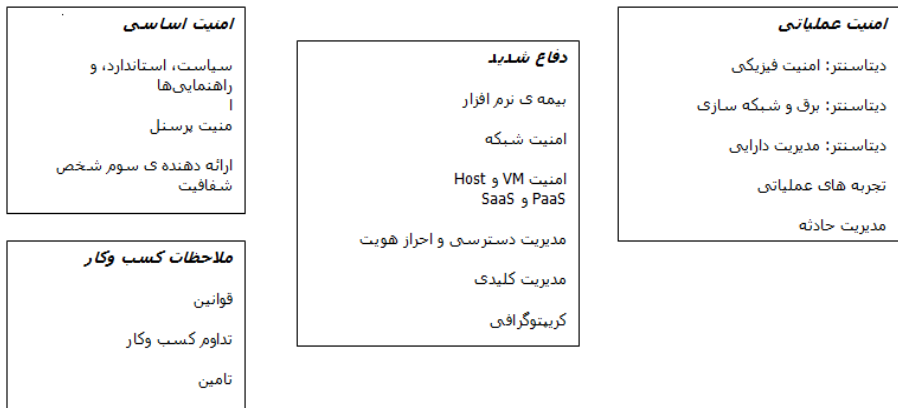 امنیت عملیاتی
دیتاسنتر: امنیت فیزیکی
دیتاسنتر: برق و شبکه سازی
دیتاسنتر: مدیریت دارایی
تجربه های عملیاتی
مدیریت حادثه
دفاع شدید
بیمه ی نرم افزار
امنیت شبکه
امنیت VM و Host
PaaS و SaaS
مدیریت دسترسی و احراز هویت
مدیریت کلیدی
کریپتوگرافی
امنیت اساسی
سیاست، استاندارد، و
راهنمایی‌ها
ا
منیت پرسنل
ارائه دهنده ی سوم شخص
شفافیت
ملاحظات کسب وکار
قوانین
تداوم کسب وکار
تامین